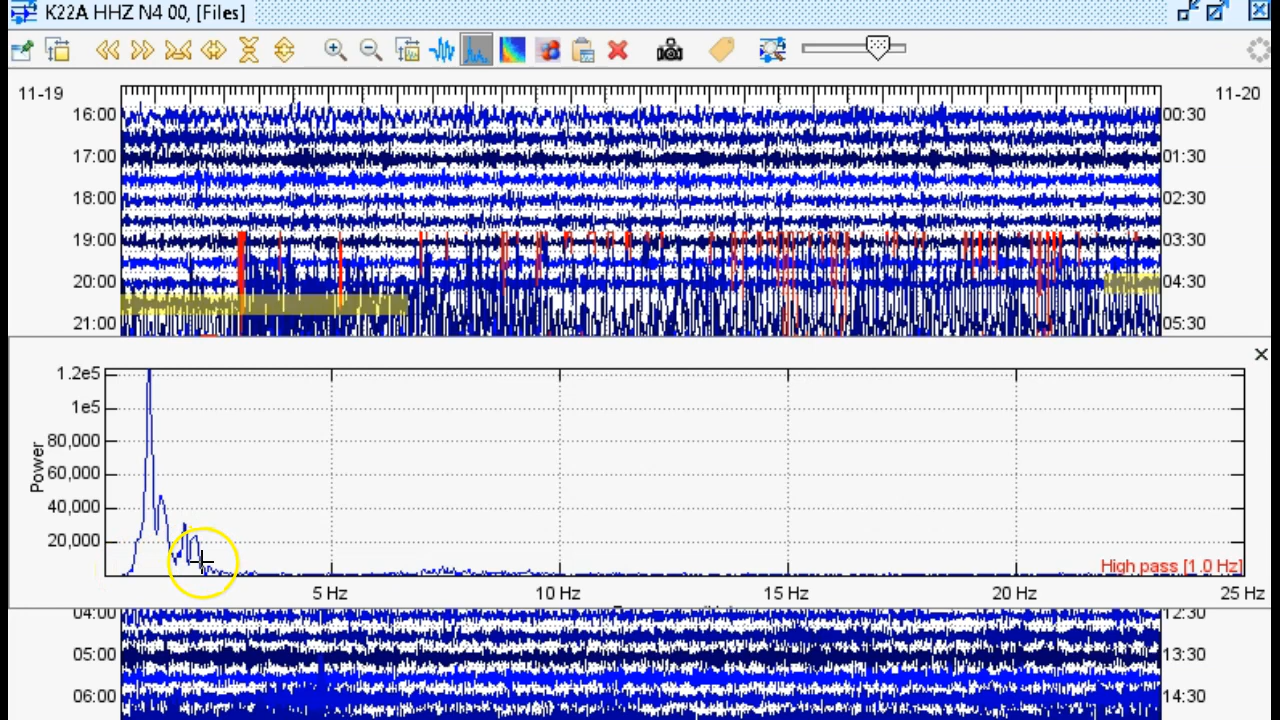 K22A HHZ N4 00, [Files]
11-19 11-20
16:00 00:30
17:00 01:30
18:00 02:30
19:00 03:30
20:00 04:30
21:00 05:30
1.2e5
1e5
80,000
60,000
40,000
20,000
Power
High pass [1.0 Hz]
5 Hz 10 Hz 15 Hz 20 Hz 25 Hz
04:00 12:30
05:00 13:30
06:00 14:30